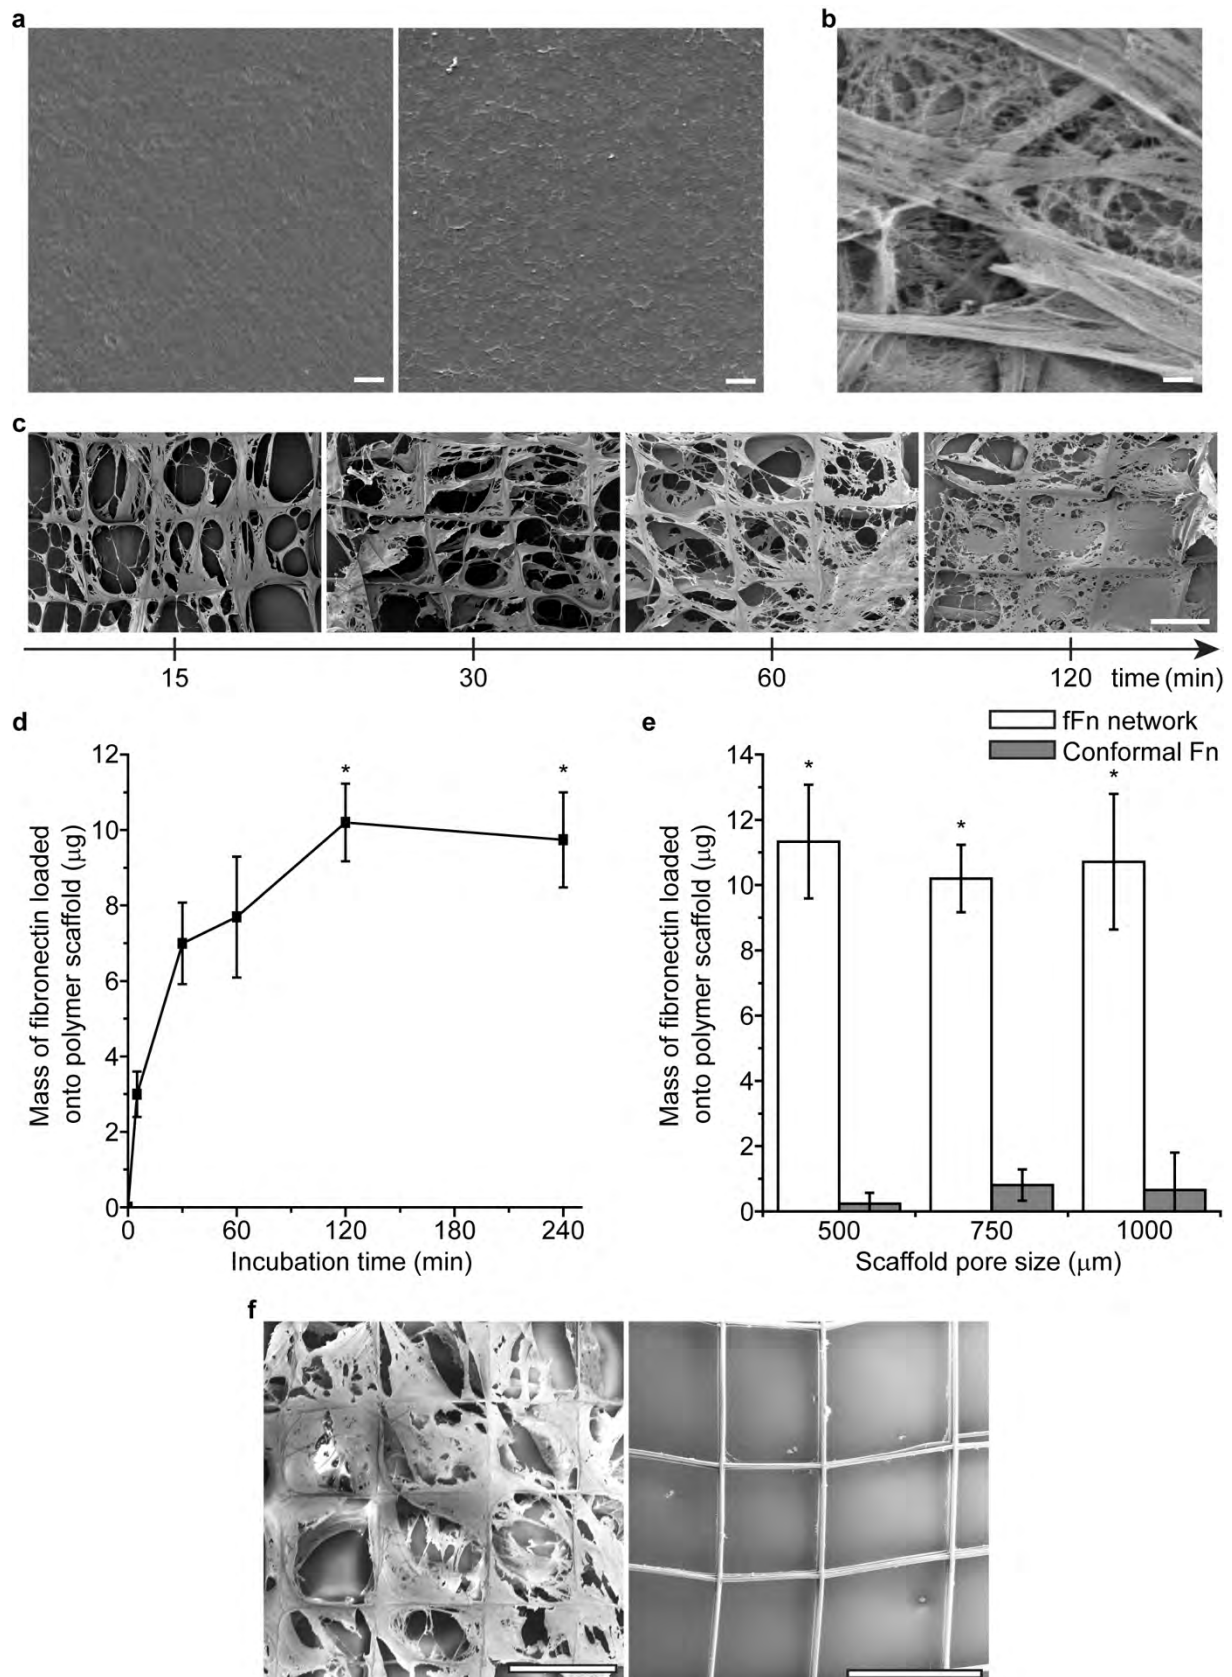 a
b
c
15
30
60
120
time (min)
d
Mass of fibronectin loaded
onto polymer scaffold (μg)
12
10
8
6
4
2
0
*
*
0
60
120
180
240
Incubation time (min)
e
fFn network
Conformal Fn
Mass of fibronectin loaded
onto polymer scaffold (μg)
14
12
10
8
6
4
2
0
*
*
*
500
750
1000
Scaffold pore size (μm)
f